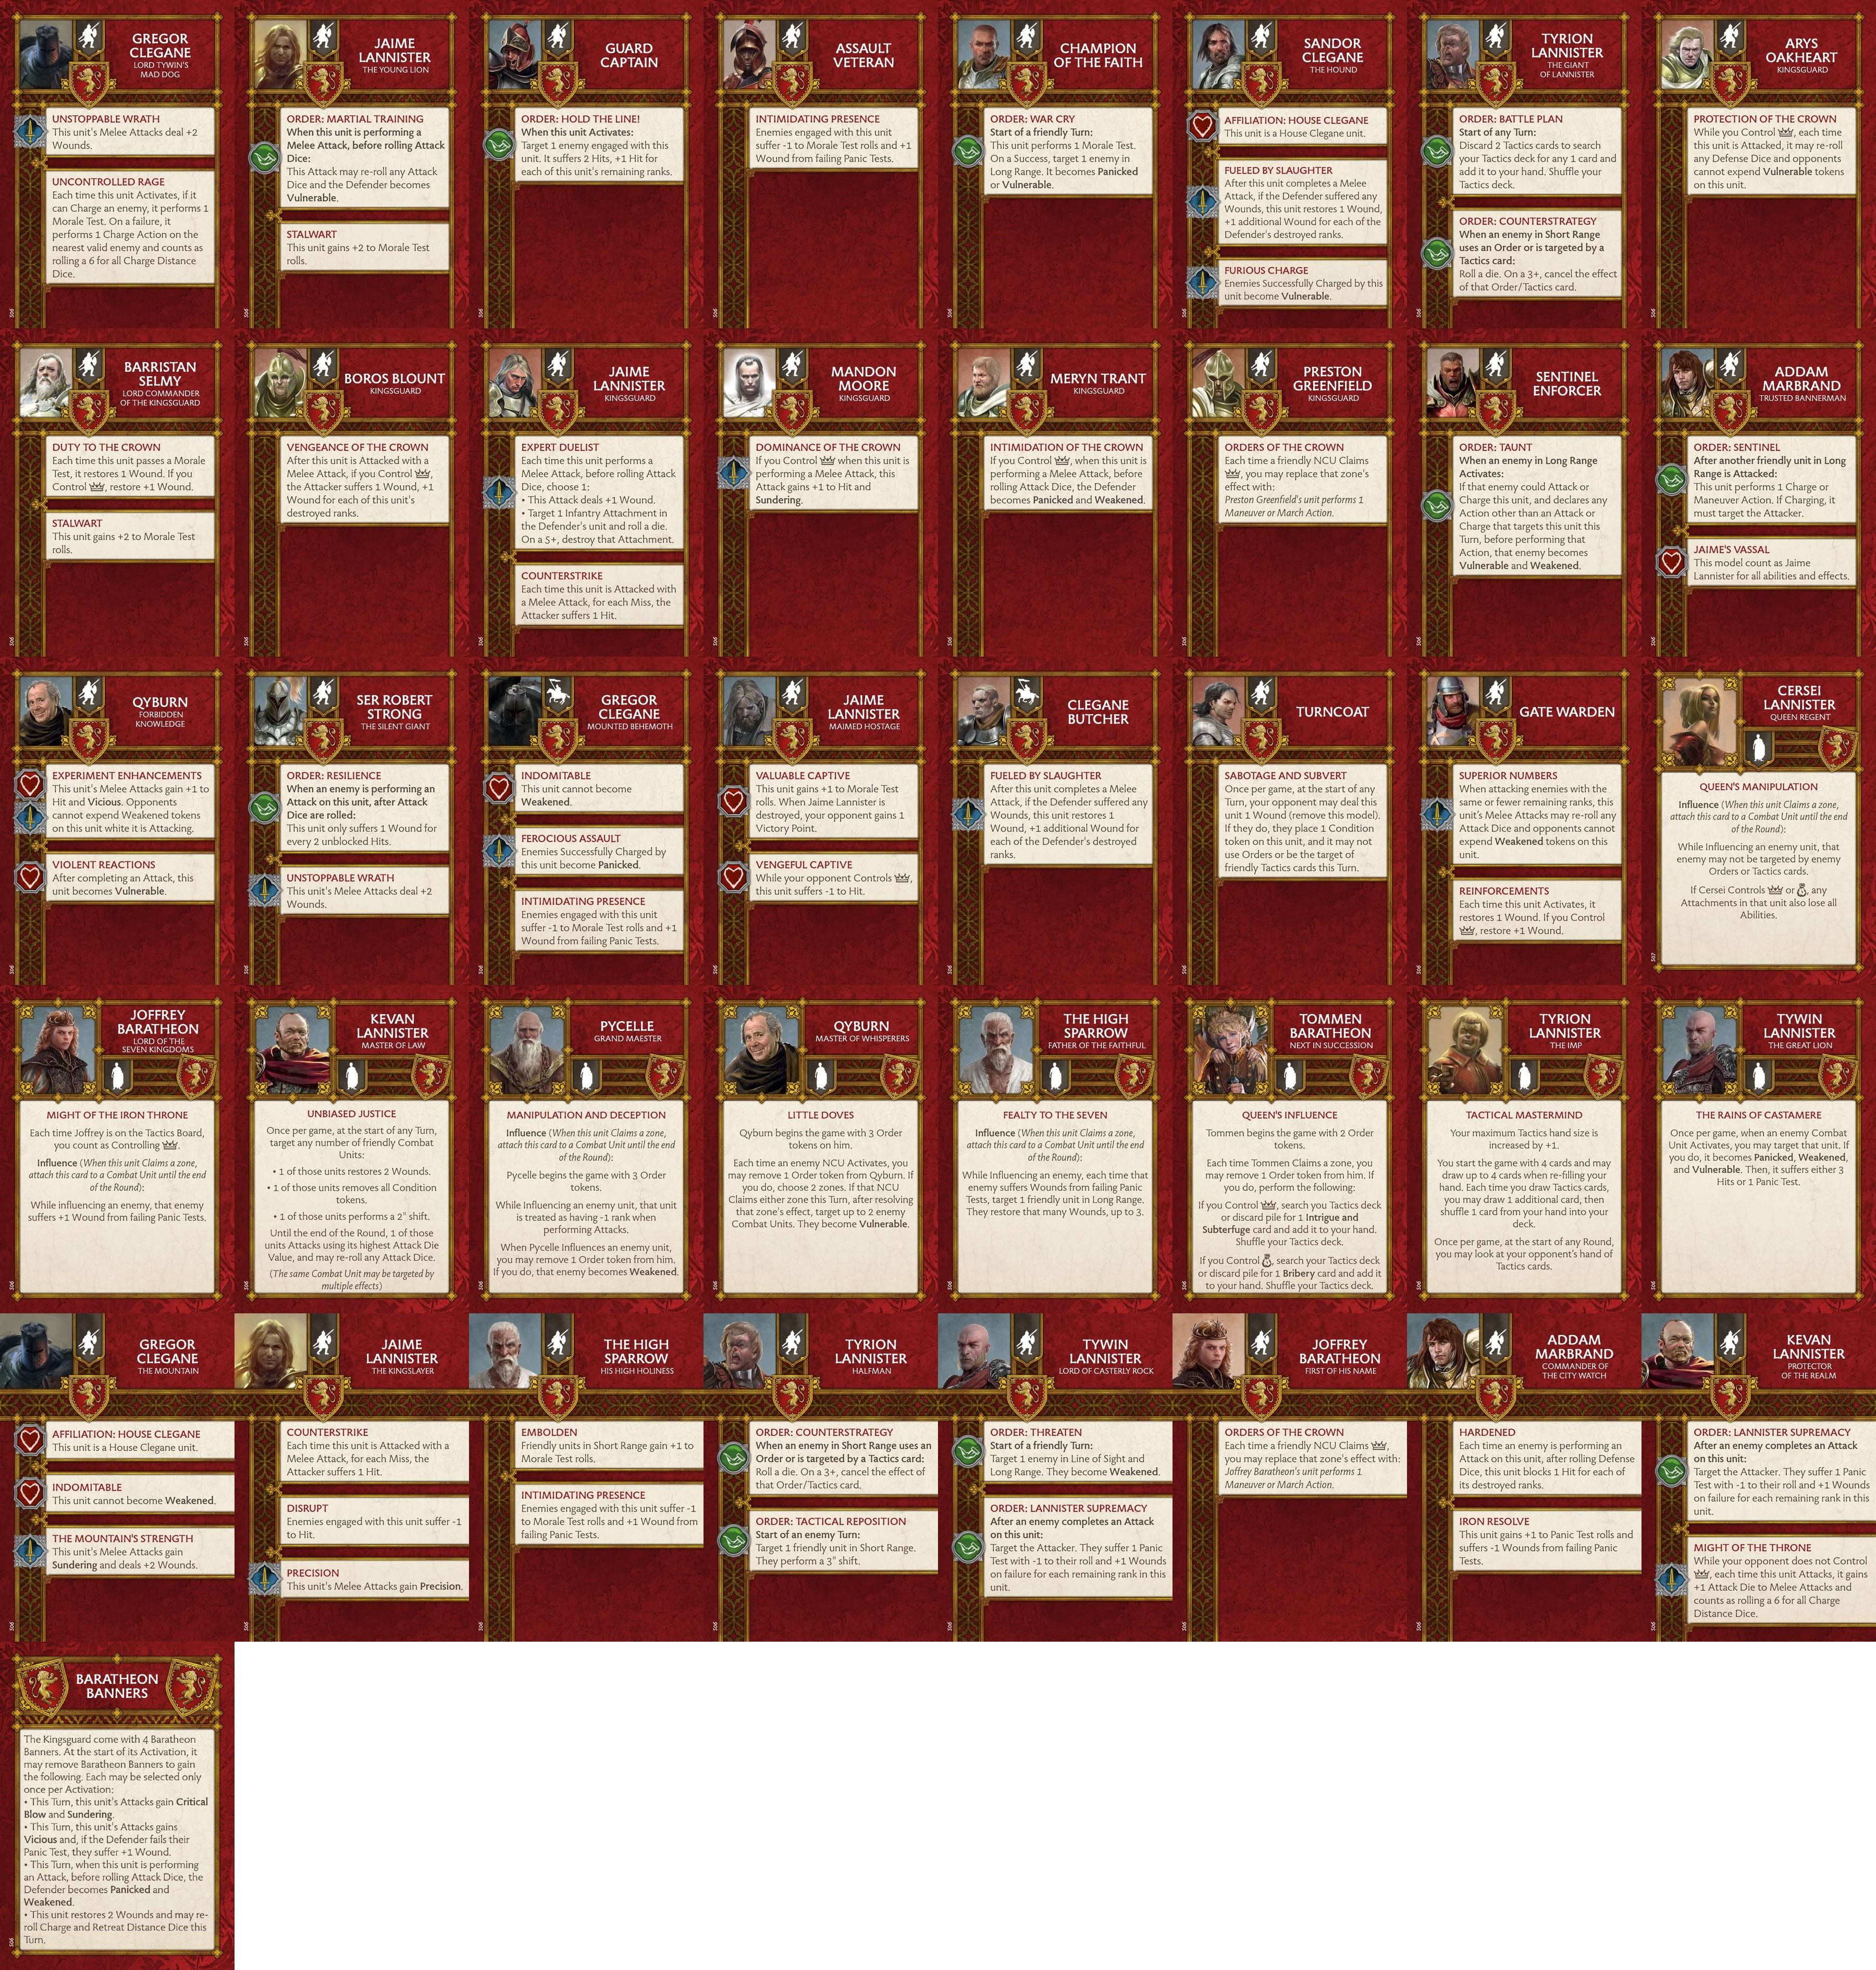 GREGOR
CLEGANE
LORD TYWIN'S
MAD DOG
UNSTOPPABLE WRATH
This unit's Melee Attacks deal +2
Wounds.
UNCONTROLLED RAGE
Each time this unit Activates, if it
can Charge an enemy, it performs 1
Morale Test. On a failure, it
performs 1 Charge Action on the
nearest valid enemy and counts as
rolling a 6 for all Charge Distance
Dice.
S06
JAIME
LANNISTER
THE YOUNG LION
ORDER: MARTIAL TRAINING
When this unit is performing a
Melee Attack, before rolling Attack
Dice:
This Attack may re-roll any Attack
Dice and the Defender becomes
Vulnerable.
STALWART
This unit gains +2 to Morale Test
rolls.
S06
GUARD
CAPTAIN
ORDER: HOLD THE LINE!
When this unit Activates:
Target 1 enemy engaged with this
unit. It suffers 2 Hits, +1 Hit for
each of this unit's remaining ranks.
S06
ASSAULT
VETERAN
INTIMIDATING PRESENCE
Enemies engaged with this unit
suffer -1 to Morale Test rolls and +1
Wound from failing Panic Tests.
S06
CHAMPION
OF THE FAITH
ORDER: WAR CRY
Start of a friendly Turn:
This unit performs 1 Morale Test.
On a Success, target 1 enemy in
Long Range. It becomes Panicked
or Vulnerable.
S06
SANDOR
CLEGANE
THE HOUND
AFFILIATION: HOUSE CLEGANE
This unit is a House Clegane unit.
FUELED BY SLAUGHTER
After this unit completes a Melee
Attack, if the Defender suffered any
Wounds, this unit restores 1 Wound,
+1 additional Wound for each of the
Defender's destroyed ranks.
FURIOUS CHARGE
Enemies Successfully Charged by this
unit become Vulnerable.
S06
TYRION
LANNISTER
THE GIANT
OF LANNISTER
ORDER: BATTLE PLAN
Start of any Turn:
Discard 2 Tactics cards to search
your Tactics deck for any 1 card and
add it to your hand. Shuffle your
Tactics deck.
ORDER: COUNTERSTRATEGY
When an enemy in Short Range
uses an Order or is targeted by a
Tactics card:
Roll a die. On a 3+, cancel the effect
of that Order/Tactics card.
S06
ARYS
OAKHEART
KINGSGUARD
PROTECTION OF THE CROWN
While you Control , each time
this unit is Attacked, it may re-roll
any Defense Dice and opponents
cannot expend Vulnerable tokens
on this unit.
S06
BARRISTAN
SELMY
LORD COMMANDER
OF THE KINGSGUARD
DUTY TO THE CROWN
Each time this unit passes a Morale
Test, it restores 1 Wound. If you
Control , restore +1 Wound.
STALWART
This unit gains +2 to Morale Test
rolls.
S06
BOROS BLOUNT
KINGSGUARD
VENGEANCE OF THE CROWN
After this unit is Attacked with a
Melee Attack, if you Control ,
the Attacker suffers 1 Wound, +1
Wound for each of this unit's
destroyed ranks.
S06
JAIME
LANNISTER
KINGSGUARD
EXPERT DUELIST
Each time this unit performs a
Melee Attack, before rolling Attack
Dice, choose 1:
• This Attack deals +1 Wound.
• Target 1 Infantry Attachment in
the Defender's unit and roll a die.
On a 5+, destroy that Attachment.
COUNTERSTRIKE
Each time this unit is Attacked with
a Melee Attack, for each Miss, the
Attacker suffers 1 Hit.
S06
MANDON
MOORE
KINGSGUARD
DOMINANCE OF THE CROWN
If you Control  when this unit is
performing a Melee Attack, this
Attack gains +1 to Hit and
Sundering.
S06
MERYN TRANT
KINGSGUARD
INTIMIDATION OF THE CROWN
If you Control , when this unit is
performing a Melee Attack, before
rolling Attack Dice, the Defender
becomes Panicked and Weakened.
S06
PRESTON
GREENFIELD
KINGSGUARD
ORDERS OF THE CROWN
Each time a friendly NCU Claims
, you may replace that zone's
effect with:
Preston Greenfield's unit performs 1
Maneuver or March Action.
S06
SENTINEL
ENFORCER
ORDER: TAUNT
When an enemy in Long Range
Activates:
If that enemy could Attack or
Charge this unit, and declares any
Action other than an Attack or
Charge that targets this unit this
Turn, before performing that
Action, that enemy becomes
Vulnerable and Weakened.
S06
ADDAM
MARBRAND
TRUSTED BANNERMAN
ORDER: SENTINEL
After another friendly unit in Long
Range is Attacked:
This unit performs 1 Charge or
Maneuver Action. If Charging, it
must target the Attacker.
JAIME'S VASSAL
This model count as Jaime
Lannister for all abilities and effects.
S06
QYBURN
FORBIDDEN
KNOWLEDGE
EXPERIMENT ENHANCEMENTS
This unit's Melee Attacks gain +1 to
Hit and Vicious. Opponents
cannot expend Weakened tokens
on this unit white it is Attacking.
VIOLENT REACTIONS
After completing an Attack, this
unit becomes Vulnerable.
S06
SER ROBERT
STRONG
THE SILENT GIANT
ORDER: RESILIENCE
When an enemy is performing an
Attack on this unit, after Attack
Dice are rolled:
This unit only suffers 1 Wound for
every 2 unblocked Hits.
UNSTOPPABLE WRATH
This unit's Melee Attacks deal +2
Wounds.
S06
GREGOR
CLEGANE
MOUNTED BEHEMOTH
INDOMITABLE
This unit cannot become
Weakened.
FEROCIOUS ASSAULT
Enemies Successfully Charged by
this unit become Panicked.
INTIMIDATING PRESENCE
Enemies engaged with this unit
suffer -1 to Morale Test rolls and +1
Wound from failing Panic Tests.
S06
JAIME
LANNISTER
MAIMED HOSTAGE
VALUABLE CAPTIVE
This unit gains +1 to Morale Test
rolls. When Jaime Lannister is
destroyed, your opponent gains 1
Victory Point.
VENGEFUL CAPTIVE
While your opponent Controls ,
this unit suffers -1 to Hit.
S06
CLEGANE
BUTCHER
FUELED BY SLAUGHTER
After this unit completes a Melee
Attack, if the Defender suffered any
Wounds, this unit restores 1
Wound, +1 additional Wound for
each of the Defender's destroyed
ranks.
S06
TURNCOAT
SABOTAGE AND SUBVERT
Once per game, at the start of any
Turn, your opponent may deal this
unit 1 Wound (remove this model).
If they do, they place 1 Condition
token on this unit, and it may not
use Orders or be the target of
friendly Tactics cards this Turn.
S06
GATE WARDEN
SUPERIOR NUMBERS
When attacking enemies with the
same or fewer remaining ranks, this
unit's Melee Attacks may re-roll any
Attack Dice and opponents cannot
expend Weakened tokens on this
unit.
REINFORCEMENTS
Each time this unit Activates, it
restores 1 Wound. If you Control
, restore +1 Wound.
S06
CERSEI
LANNISTER
QUEEN REGENT
QUEEN'S MANIPULATION
Influence (When this unit Claims a zone,
attach this card to a Combat Unit until the end
of the Round):
While Influencing an enemy unit, that
enemy may not be targeted by enemy
Orders or Tactics cards.
If Cersei Controls  or , any
Attachments in that unit also lose all
Abilities.
S07
JOFFREY
BARATHEON
LORD OF THE
SEVEN KINGDOMS
MIGHT OF THE IRON THRONE
Each time Joffrey is on the Tactics Board,
you count as Controlling .
Influence (When this unit Claims a zone,
attach this card to a Combat Unit until the end
of the Round):
While influencing an enemy, that enemy
suffers +1 Wound from failing Panic Tests.
S06
KEVAN
LANNISTER
MASTER OF LAW
UNBIASED JUSTICE
Once per game, at the start of any Turn,
target any number of friendly Combat
Units:
• 1 of those units restores 2 Wounds.
• 1 of those units removes all Condition
tokens.
• 1 of those units performs a 2" shift.
Until the end of the Round, 1 of those
units Attacks using its highest Attack Die
Value, and may re-roll any Attack Dice.
(The same Combat Unit may be targeted by
multiple effects)
S06
PYCELLE
GRAND MAESTER
MANIPULATION AND DECEPTION
Influence (When this unit Claims a zone,
attach this card to a Combat Unit until the end
of the Round):
Pycelle begins the game with 3 Order
tokens.
While Influencing an enemy unit, that unit
is treated as having -1 rank when
performing Attacks.
When Pycelle Influences an enemy unit,
you may remove 1 Order token from him.
If you do, that enemy becomes Weakened.
S06
QYBURN
MASTER OF WHISPERERS
LITTLE DOVES
Qyburn begins the game with 3 Order
tokens on him.
Each time an enemy NCU Activates, you
may remove 1 Order token from Qyburn. If
you do, choose 2 zones. If that NCU
Claims either zone this Turn, after resolving
that zone's effect, target up to 2 enemy
Combat Units. They become Vulnerable.
S06
THE HIGH
SPARROW
FATHER OF THE FAITHFUL
FEALTY TO THE SEVEN
Influence (When this unit Claims a zone,
attach this card to a Combat Unit until the end
of the Round):
While Influencing an enemy, each time that
enemy suffers Wounds from failing Panic
Tests, target 1 friendly unit in Long Range.
They restore that many Wounds, up to 3.
S06
TOMMEN
BARATHEON
NEXT IN SUCCESSION
QUEEN'S INFLUENCE
Tommen begins the game with 2 Order
tokens.
Each time Tommen Claims a zone, you
may remove 1 Order token from him. If
you do, perform the following:
If you Control , search you Tactics deck
or discard pile for 1 Intrigue and
Subterfuge card and add it to your hand.
Shuffle your Tactics deck.
If you Control , search your Tactics deck
or discard pile for 1 Bribery card and add it
to your hand. Shuffle your Tactics deck.
S06
TYRION
LANNISTER
THE IMP
TACTICAL MASTERMIND
Your maximum Tactics hand size is
increased by +1.
You start the game with 4 cards and may
draw up to 4 cards when re-filling your
hand. Each time you draw Tactics cards,
you may draw 1 additional card, then
shuffle 1 card from your hand into your
deck.
Once per game, at the start of any Round,
you may look at your opponent's hand of
Tactics cards.
S06
TYWIN
LANNISTER
THE GREAT LION
THE RAINS OF CASTAMERE
Once per game, when an enemy Combat
Unit Activates, you may target that unit. If
you do, it becomes Panicked, Weakened,
and Vulnerable. Then, it suffers either 3
Hits or 1 Panic Test.
S06
GREGOR
CLEGANE
THE MOUNTAIN
AFFILIATION: HOUSE CLEGANE
This unit is a House Clegane unit.
INDOMITABLE
This unit cannot become Weakened.
THE MOUNTAIN'S STRENGTH
This unit's Melee Attacks gain
Sundering and deals +2 Wounds.
S06
JAIME
LANNISTER
THE KINGSLAYER
COUNTERSTRIKE
Each time this unit is Attacked with a
Melee Attack, for each Miss, the
Attacker suffers 1 Hit.
DISRUPT
Enemies engaged with this unit suffer -1
to Hit.
PRECISION
This unit's Melee Attacks gain Precision.
S06
THE HIGH
SPARROW
HIS HIGH HOLINESS
EMBOLDEN
Friendly units in Short Range gain +1 to
Morale Test rolls.
INTIMIDATING PRESENCE
Enemies engaged with this unit suffer -1
to Morale Test rolls and +1 Wound from
failing Panic Tests.
S06
TYRION
LANNISTER
HALFMAN
ORDER: COUNTERSTRATEGY
When an enemy in Short Range uses an
Order or is targeted by a Tactics card:
Roll a die. On a 3+, cancel the effect of
that Order/Tactics card.
ORDER: TACTICAL REPOSITION
Start of an enemy Turn:
Target 1 friendly unit in Short Range.
They perform a 3" shift.
S06
TYWIN
LANNISTER
LORD OF CASTERLY ROCK
ORDER: THREATEN
Start of a friendly Turn:
Target 1 enemy in Line of Sight and
Long Range. They become Weakened.
ORDER: LANNISTER SUPREMACY
After an enemy completes an Attack
on this unit:
Target the Attacker. They suffer 1 Panic
Test with -1 to their roll and +1 Wounds
on failure for each remaining rank in this
unit.
S06
JOFFREY
BARATHEON
FIRST OF HIS NAME
ORDERS OF THE CROWN
Each time a friendly NCU Claims ,
you may replace that zone's effect with:
Joffrey Baratheon's unit performs 1
Maneuver or March Action.
S06
ADDAM
MARBRAND
COMMANDER OF
THE CITY WATCH
HARDENED
Each time an enemy is performing an
Attack on this unit, after rolling Defense
Dice, this unit blocks 1 Hit for each of
its destroyed ranks.
IRON RESOLVE
This unit gains +1 to Panic Test rolls and
suffers -1 Wounds from failing Panic
Tests.
S06
KEVAN
LANNISTER
PROTECTOR
OF THE REALM
ORDER: LANNISTER SUPREMACY
After an enemy completes an Attack
on this unit:
Target the Attacker. They suffer 1 Panic
Test with -1 to their roll and +1 Wounds
on failure for each remaining rank in this
unit.
MIGHT OF THE THRONE
While your opponent does not Control
, each time this unit Attacks, it gains
+1 Attack Die to Melee Attacks and
counts as rolling a 6 for all Charge
Distance Dice.
S06
BARATHEON
BANNERS
The Kingsguard come with 4 Baratheon
Banners. At the start of its Activation, it
may remove Baratheon Banners to gain
the following. Each may be selected only
once per Activation:
• This Turn, this unit's Attacks gain Critical
Blow and Sundering.
• This Turn, this unit's Attacks gains
Vicious and, if the Defender fails their
Panic Test, they suffer +1 Wound.
• This Turn, when this unit is performing
an Attack, before rolling Attack Dice, the
Defender becomes Panicked and
Weakened.
• This unit restores 2 Wounds and may re-
roll Charge and Retreat Distance Dice this
Turn.
S06